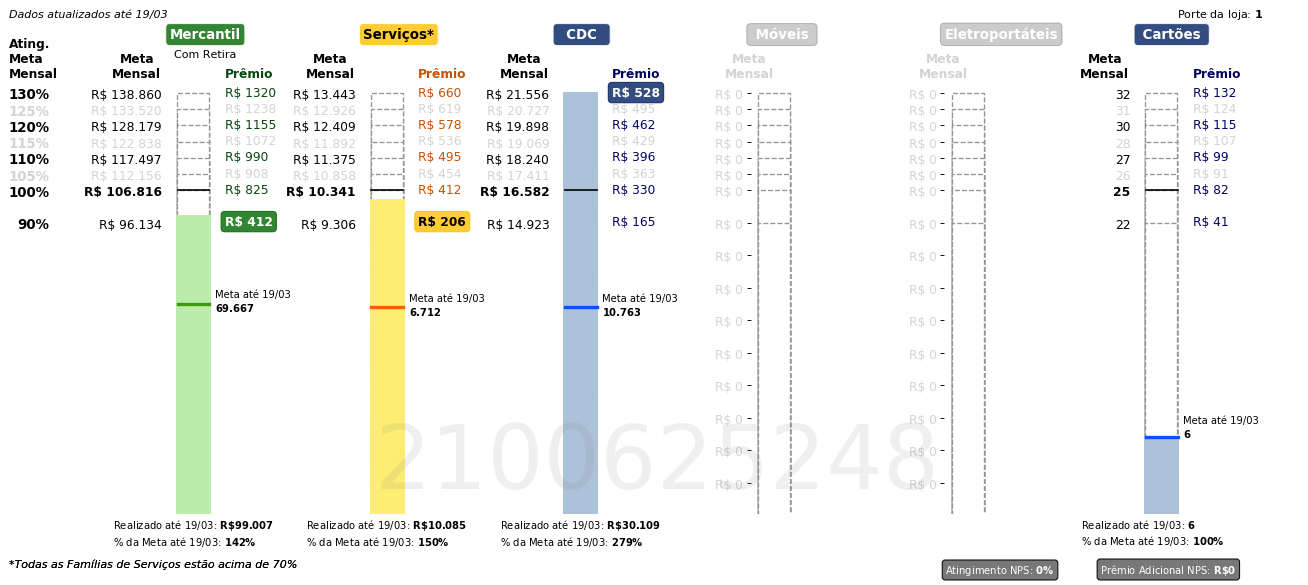 Dados atualizados até 19/03
Porte da loja: 1
Mercantil Serviços* CDC Móveis Eletroportáteis Cartões
Com Retira
Ating. Meta Mensal
Meta Mensal Prêmio Meta Mensal Prêmio Meta Mensal Prêmio Meta Mensal Meta Mensal Meta Mensal Prêmio
130% R$ 138.860 R$ 1320 R$ 13.443 R$ 660 R$ 21.556 R$ 528 R$ 0 R$ 0 32 R$ 132
125% R$ 133.520 R$ 1238 R$ 12.926 R$ 619 R$ 20.727 R$ 495 R$ 0 R$ 0 31 R$ 124
120% R$ 128.179 R$ 1155 R$ 12.409 R$ 578 R$ 19.898 R$ 462 R$ 0 R$ 0 30 R$ 115
115% R$ 122.838 R$ 1072 R$ 11.892 R$ 536 R$ 19.069 R$ 429 R$ 0 R$ 0 28 R$ 107
110% R$ 117.497 R$ 990 R$ 11.375 R$ 495 R$ 18.240 R$ 396 R$ 0 R$ 0 27 R$ 99
105% R$ 112.156 R$ 908 R$ 10.858 R$ 454 R$ 17.411 R$ 363 R$ 0 R$ 0 26 R$ 91
100% R$ 106.816 R$ 825 R$ 10.341 R$ 412 R$ 16.582 R$ 330 R$ 0 R$ 0 25 R$ 82
90% R$ 96.134 R$ 412 R$ 9.306 R$ 206 R$ 14.923 R$ 165 R$ 0 R$ 0 22 R$ 41
R$ 0 R$ 0
R$ 0 R$ 0
Meta até 19/03 Meta até 19/03 Meta até 19/03
69.667 6.712 10.763
R$ 0 R$ 0
R$ 0 R$ 0
R$ 0 R$ 0
R$ 0 R$ 0
Meta até 19/03
6
R$ 0 R$ 0
R$ 0 R$ 0
2100625248
Realizado até 19/03: R$99.007 Realizado até 19/03: R$10.085 Realizado até 19/03: R$30.109 Realizado até 19/03: 6
% da Meta até 19/03: 142% % da Meta até 19/03: 150% % da Meta até 19/03: 279% % da Meta até 19/03: 100%
*Todas as Famílias de Serviços estão acima de 70%
Atingimento NPS: 0% Prêmio Adicional NPS: R$0